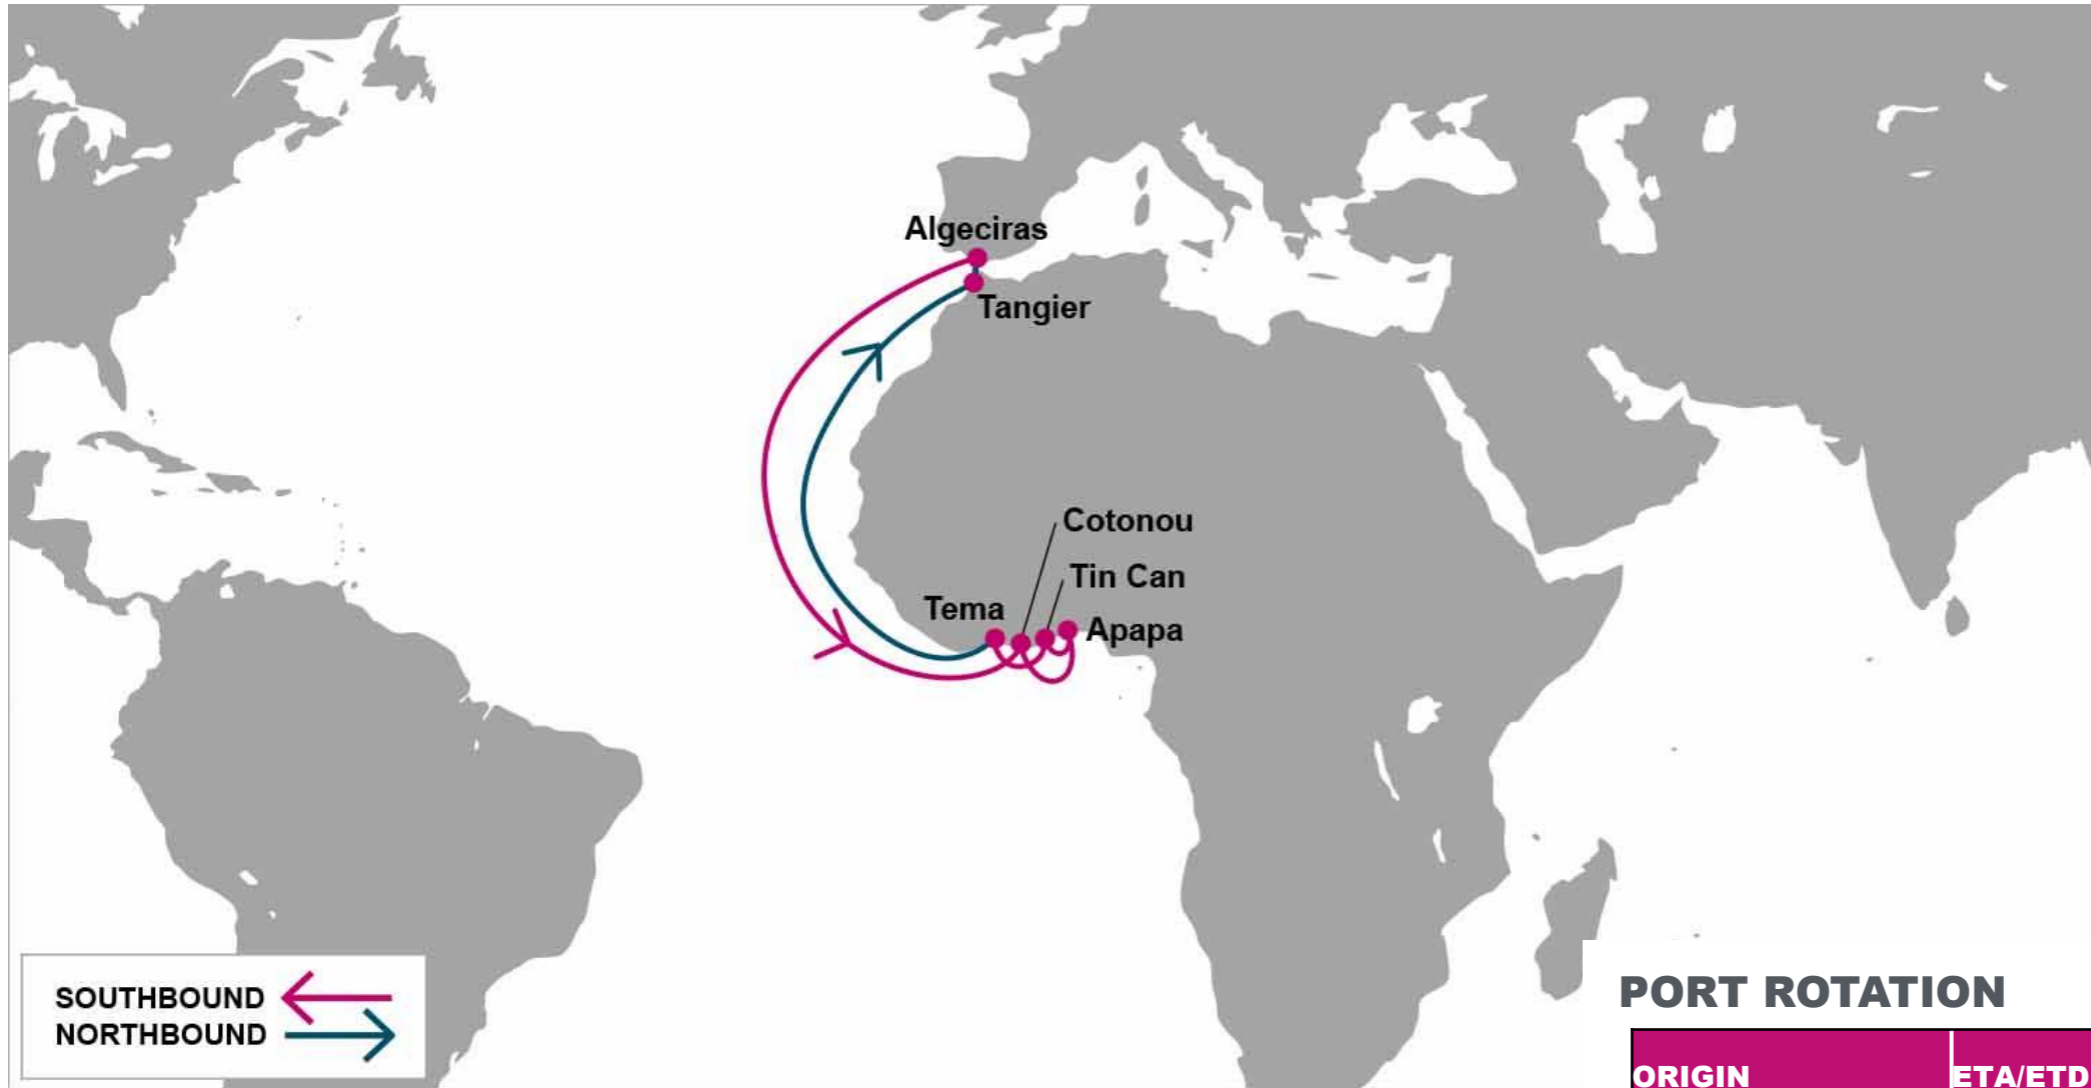 Algeciras
Tangier
Cotonou
Tin Can
Tema
Apapa
SOUTHBOUND
NORTHBOUND
PORT ROTATION
ORIGIN ETA/ETD